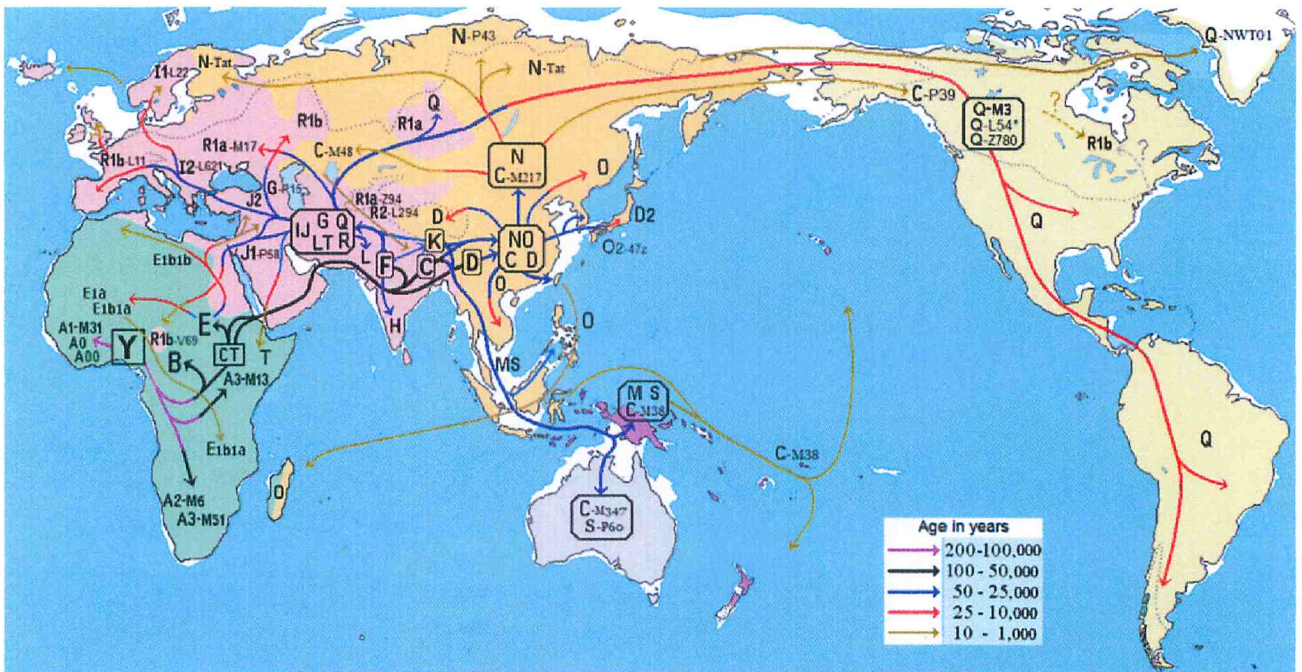 N-P43
Q-NWT01
N-Tat
I1-L22
N-Tat
C-P39
Q
Q-M3
Q-L54*
Q-Z780
?
R1b
R1a
R1b
R1a-M17
R1b-L11
?
C-M48
N
C-M217
O
I2-L621
G-P15
J2
R1a-Z94
R2-L294
D
D2
Q
IJ G Q
LT R
K
NO
C D
O2-47z
J1-P58
L
F
C
D
E1b1b
O
E1a
E1b1a
H
O
A1-M31
A0
A00
Y
E
R1b-V69
CT
T
B
MS
A3-M13
M S
C-M38
Q
E1b1a
C-M38
O
A2-M6
A3-M51
C-M347
S-P60
Age in years
200-100,000
100 - 50,000
50 - 25,000
25 - 10,000
10 - 1,000